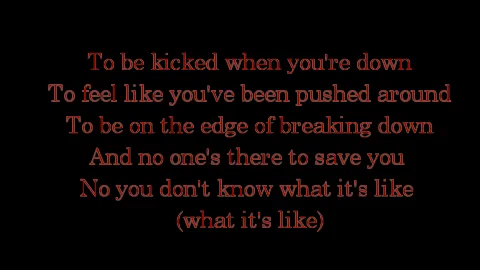 To be kicked when you're down
To feel like you've been pushed around
To be on the edge of breaking down
And no one's there to save you
No you don't know what it's like
(what it's like)